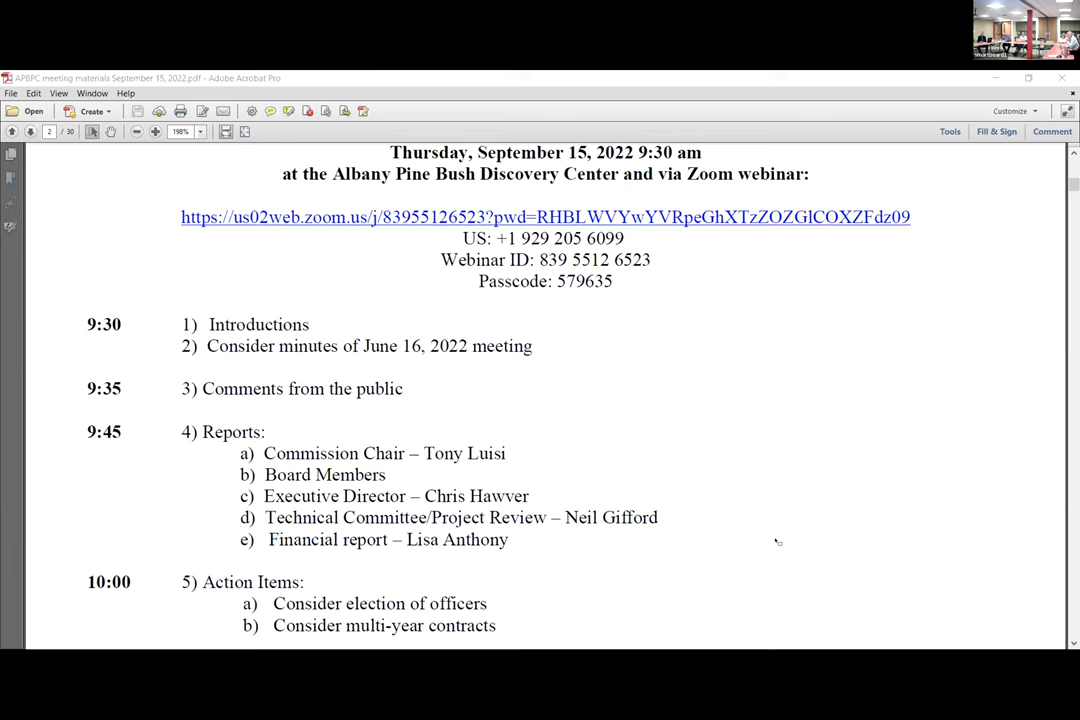 smartboard1
APBPC meeting materials September 15, 2022.pdf - Adobe Acrobat Pro
File Edit View Window Help
Open Create Customize
2 / 30 198% Tools Fill & Sign Comment
Thursday, September 15, 2022 9:30 am
at the Albany Pine Bush Discovery Center and via Zoom webinar:
https://us02web.zoom.us/j/83955126523?pwd=RHBLWVYwYVRpeGhXTzZOZGlCOXZFdz09
US: +1 929 205 6099
Webinar ID: 839 5512 6523
Passcode: 579635
9:30 1) Introductions
2) Consider minutes of June 16, 2022 meeting
9:35 3) Comments from the public
9:45 4) Reports:
a) Commission Chair – Tony Luisi
b) Board Members
c) Executive Director – Chris Hawver
d) Technical Committee/Project Review – Neil Gifford
e) Financial report – Lisa Anthony
10:00 5) Action Items:
a) Consider election of officers
b) Consider multi-year contracts